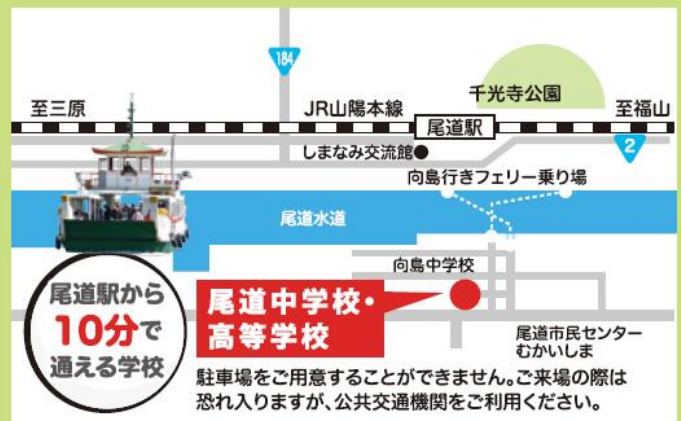 184
千光寺公園
至三原
JR山陽本線
至福山
尾道駅
しまなみ交流館
2
向島行きフェリー乗り場
尾道水道
向島中学校
尾道駅から
10分で
通える学校
尾道中学校・
高等学校
尾道市民センター
むかいしま
駐車場をご用意することができません。ご来場の際は
恐れ入りますが、公共交通機関をご利用ください。